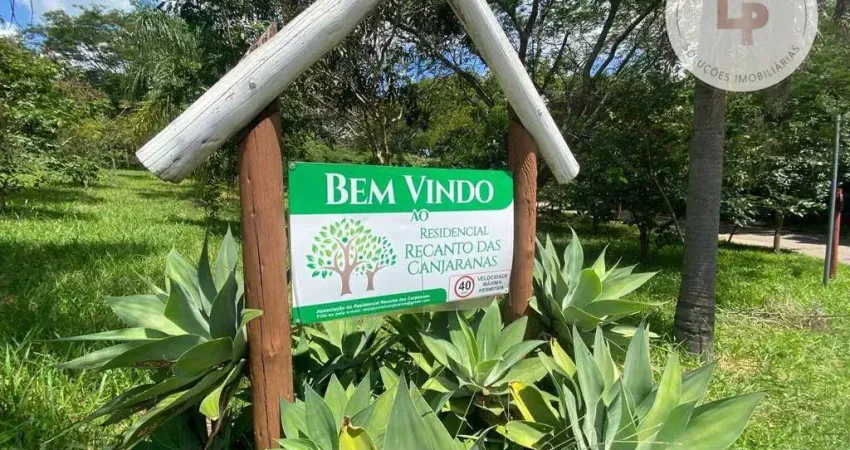 LP
SOLUÇÕES IMOBILIÁRIAS
BEM VINDO
AO
RESIDENCIAL
RECANTO DAS
CANJARANAS
40
VELOCIDADE
MÁXIMA
PERMITIDA
Associação do Residencial Recanto das Canjaranas